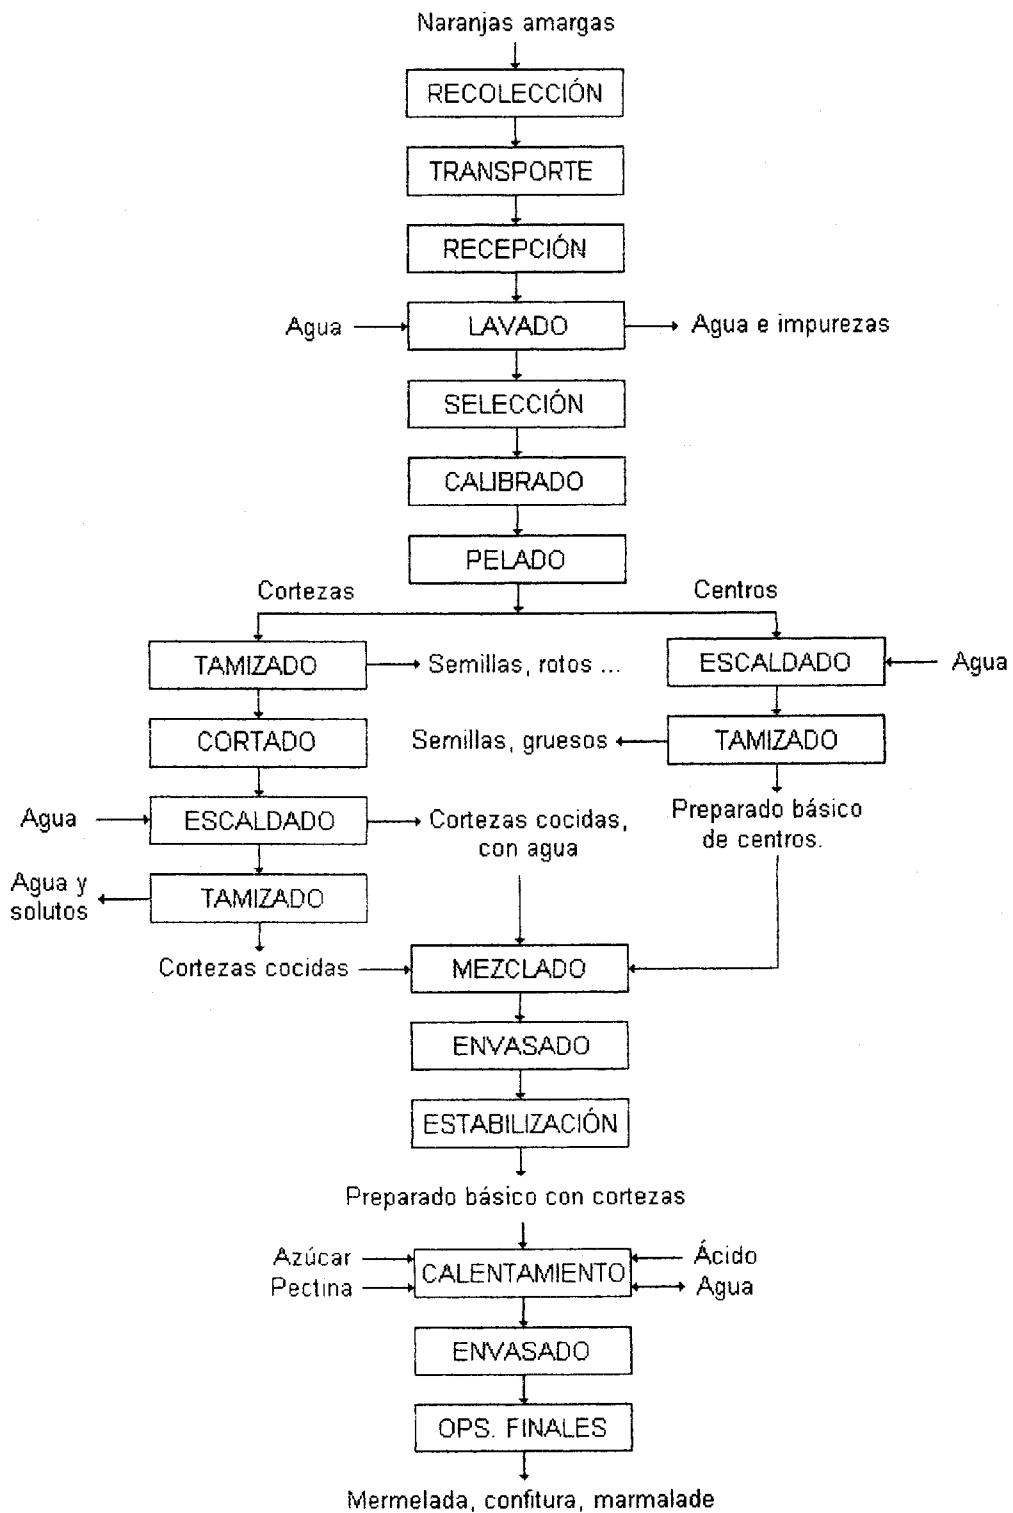 Naranjas amargas
RECOLECCIÓN
TRANSPORTE
RECEPCIÓN
Agua
LAVADO
Agua e impurezas
SELECCIÓN
CALIBRADO
PELADO
Cortezas
Centros
TAMIZADO
Semillas, rotos ...
ESCALDADO
Agua
CORTADO
Semillas, gruesos
TAMIZADO
Agua
ESCALDADO
Cortezas cocidas,
con agua
Preparado básico
de centros.
Agua y
solutos
TAMIZADO
Cortezas cocidas
MEZCLADO
ENVASADO
ESTABILIZACIÓN
Preparado básico con cortezas
Azúcar
Pectina
CALENTAMIENTO
Ácido
Agua
ENVASADO
OPS. FINALES
Mermelada, confitura, marmalade